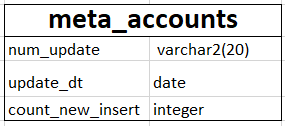 meta_accounts
num_update varchar2(20)
update_dt date
count_new_insert integer